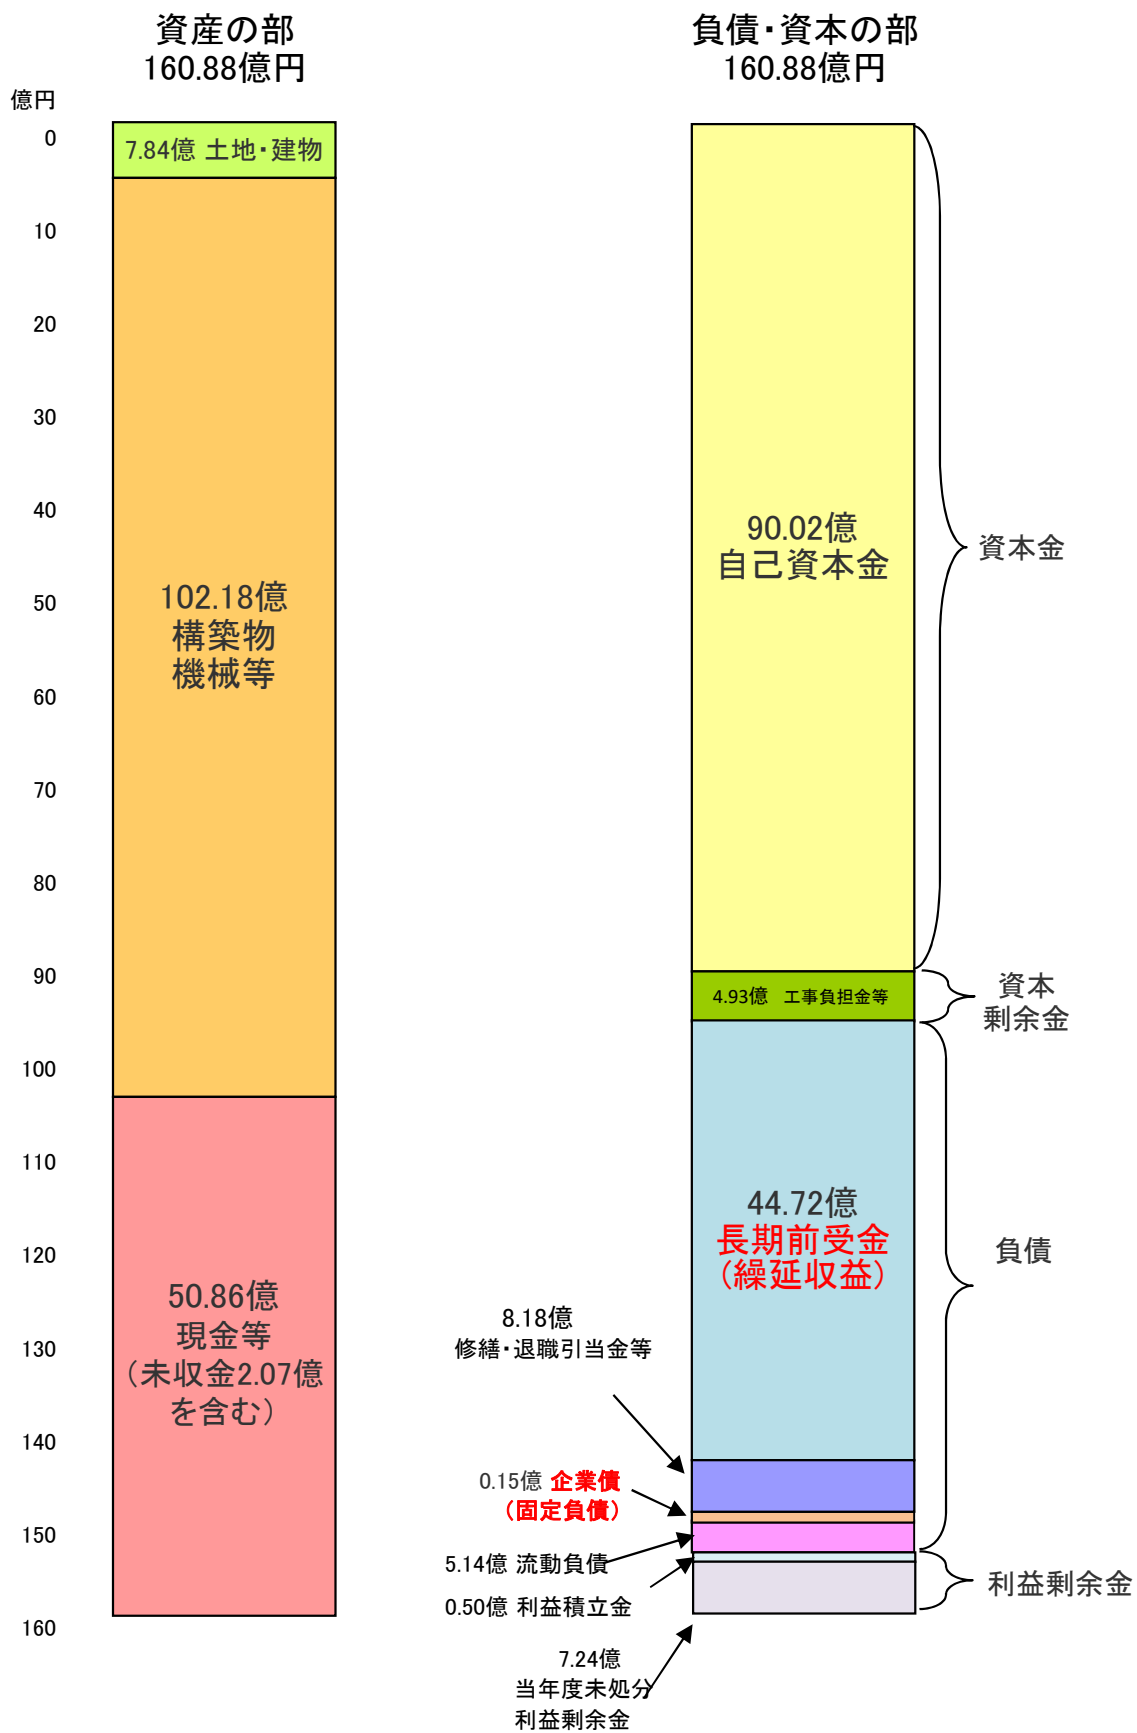 資産の部
160.88億円
負債・資本の部
160.88億円
億円
0
10
20
30
40
50
60
70
80
90
100
110
120
130
140
150
160
7.84億 土地・建物
102.18億
構築物
機械等
50.86億
現金等
（未収金2.07億
を含む）
90.02億
自己資本金
4.93億 工事負担金等
44.72億
長期前受金
（繰延収益）
8.18億
修繕・退職引当金等
0.15億 企業債
（固定負債）
5.14億 流動負債
0.50億 利益積立金
7.24億
当年度未処分
利益剰余金
資本金
資本
剰余金
負債
利益剰余金